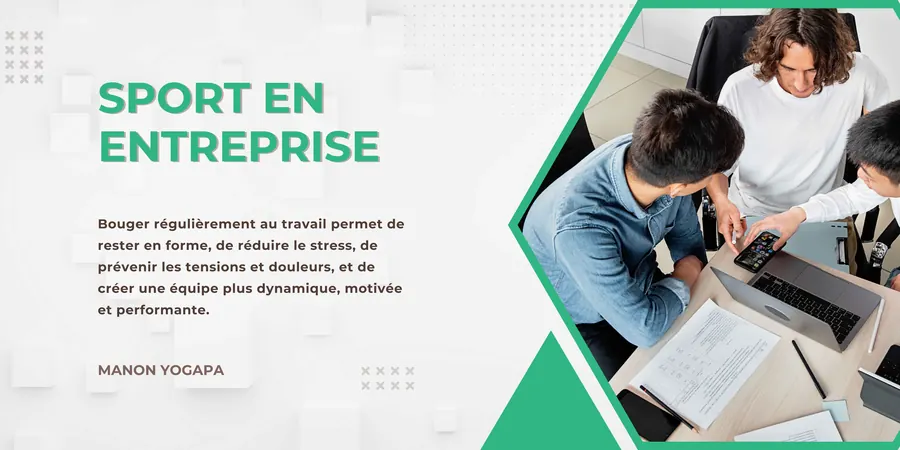 SPORT EN
ENTREPRISE
Bouger régulièrement au travail permet de
rester en forme, de réduire le stress, de
prévenir les tensions et douleurs, et de
créer une équipe plus dynamique, motivée
et performante.
MANON YOGAPA